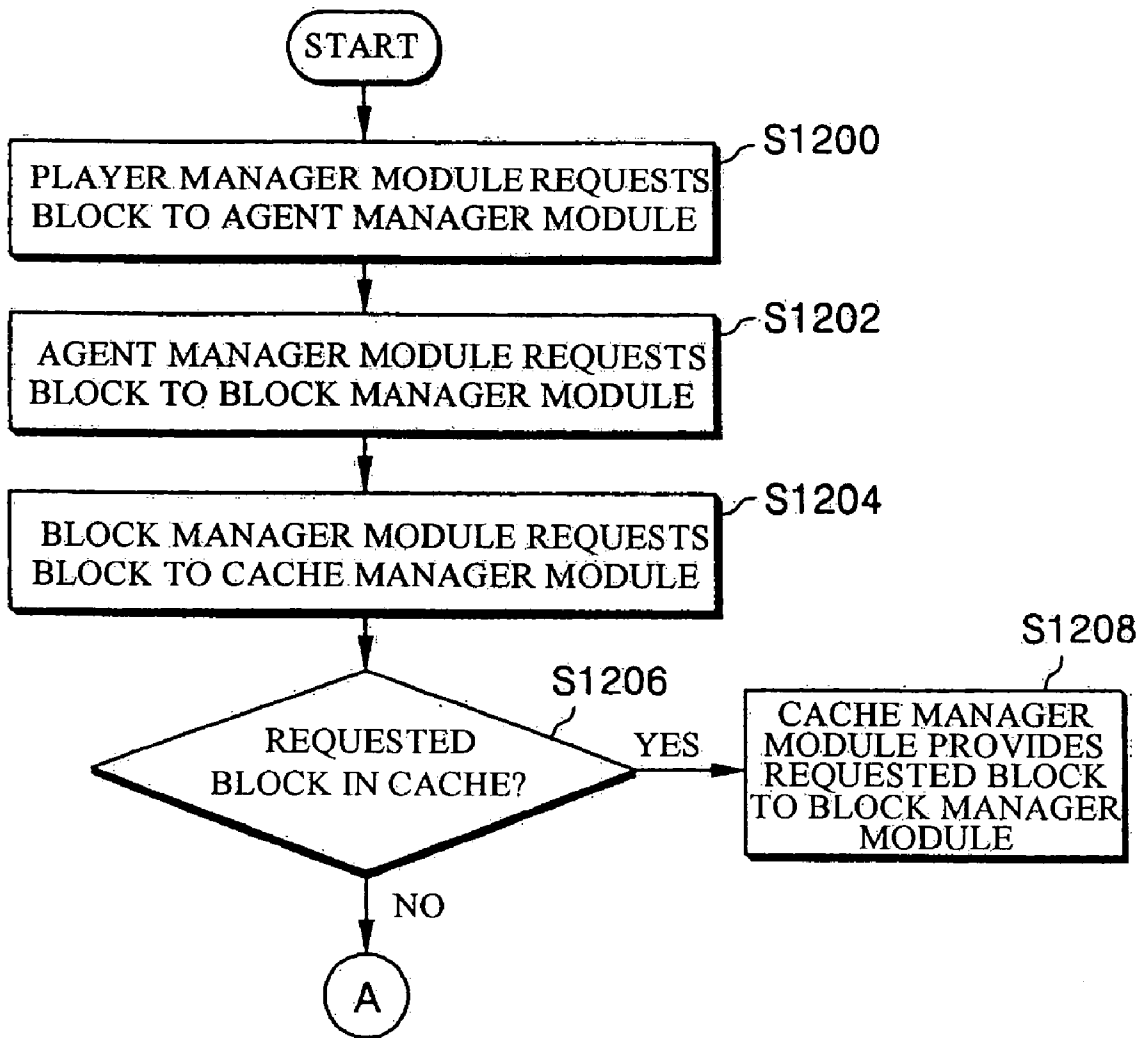 START
S1200
PLAYER MANAGER MODULE REQUESTS
BLOCK TO AGENT MANAGER MODULE
S1202
AGENT MANAGER MODULE REQUESTS
BLOCK TO BLOCK MANAGER MODULE
S1204
BLOCK MANAGER MODULE REQUESTS
BLOCK TO CACHE MANAGER MODULE
S1206
REQUESTED
BLOCK IN CACHE?
YES
S1208
CACHE MANAGER
MODULE PROVIDES
REQUESTED BLOCK
TO BLOCK MANAGER
MODULE
NO
A